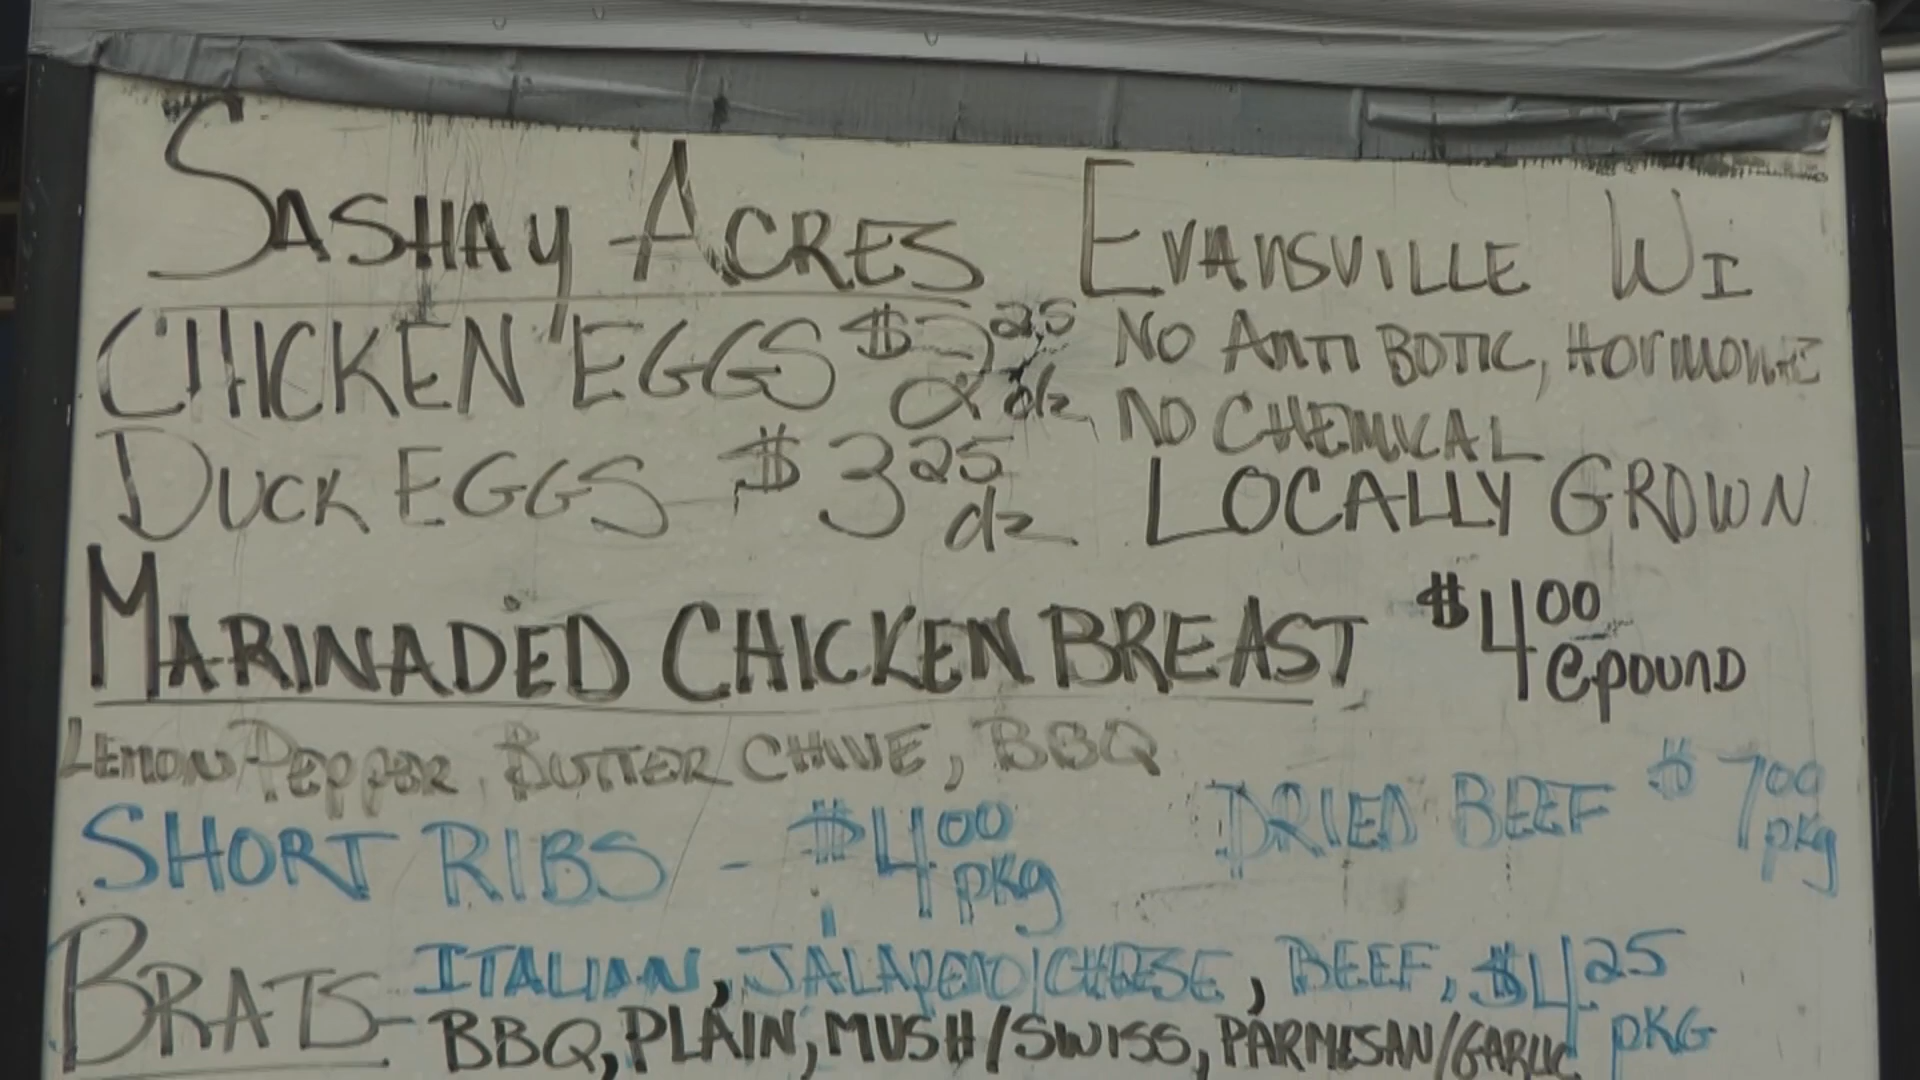 SASHAY ACRES EVANSVILLE WI
CHICKEN EGGS $2 25 dz NO ANTI BOTIC, HORMONE
NO CHEMICAL
DUCK EGGS $3 25 dz LOCALLY GROWN
MARINADED CHICKEN BREAST $4 00 @POUND
LEMON PEPPER, BUTTER CHIVE, BBQ
DRIED BEEF $7 00 pkg
SHORT RIBS - $4 00 pkg
BRATS- ITALIAN, JALAPENO/CHEESE, BEEF, $4 25 PKG
BBQ, PLAIN, MUSH/SWISS, PARMESAN/GARLIC